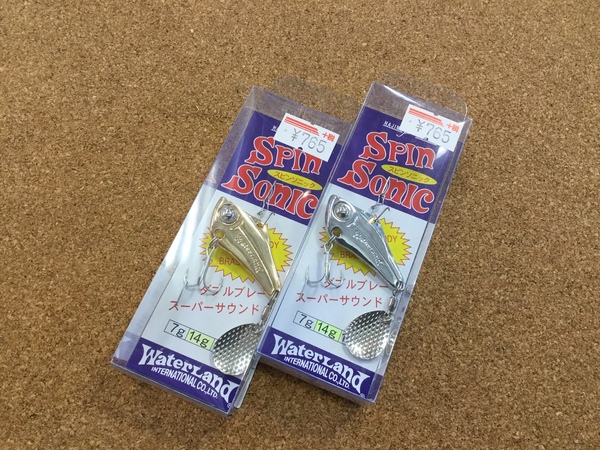 ¥765
SPIN
SONIC
スピンソニック
BRA
ダブルブレー
スーパーサウンド
7g 14g
WATERLAND
INTERNATIONAL CO.,LTD.
¥765
SPIN
SONIC
スピンソニック
DY
BRA
ダブルブレー
スーパーサウンド
7g 14g
WATERLAND
INTERNATIONAL CO.,LTD.